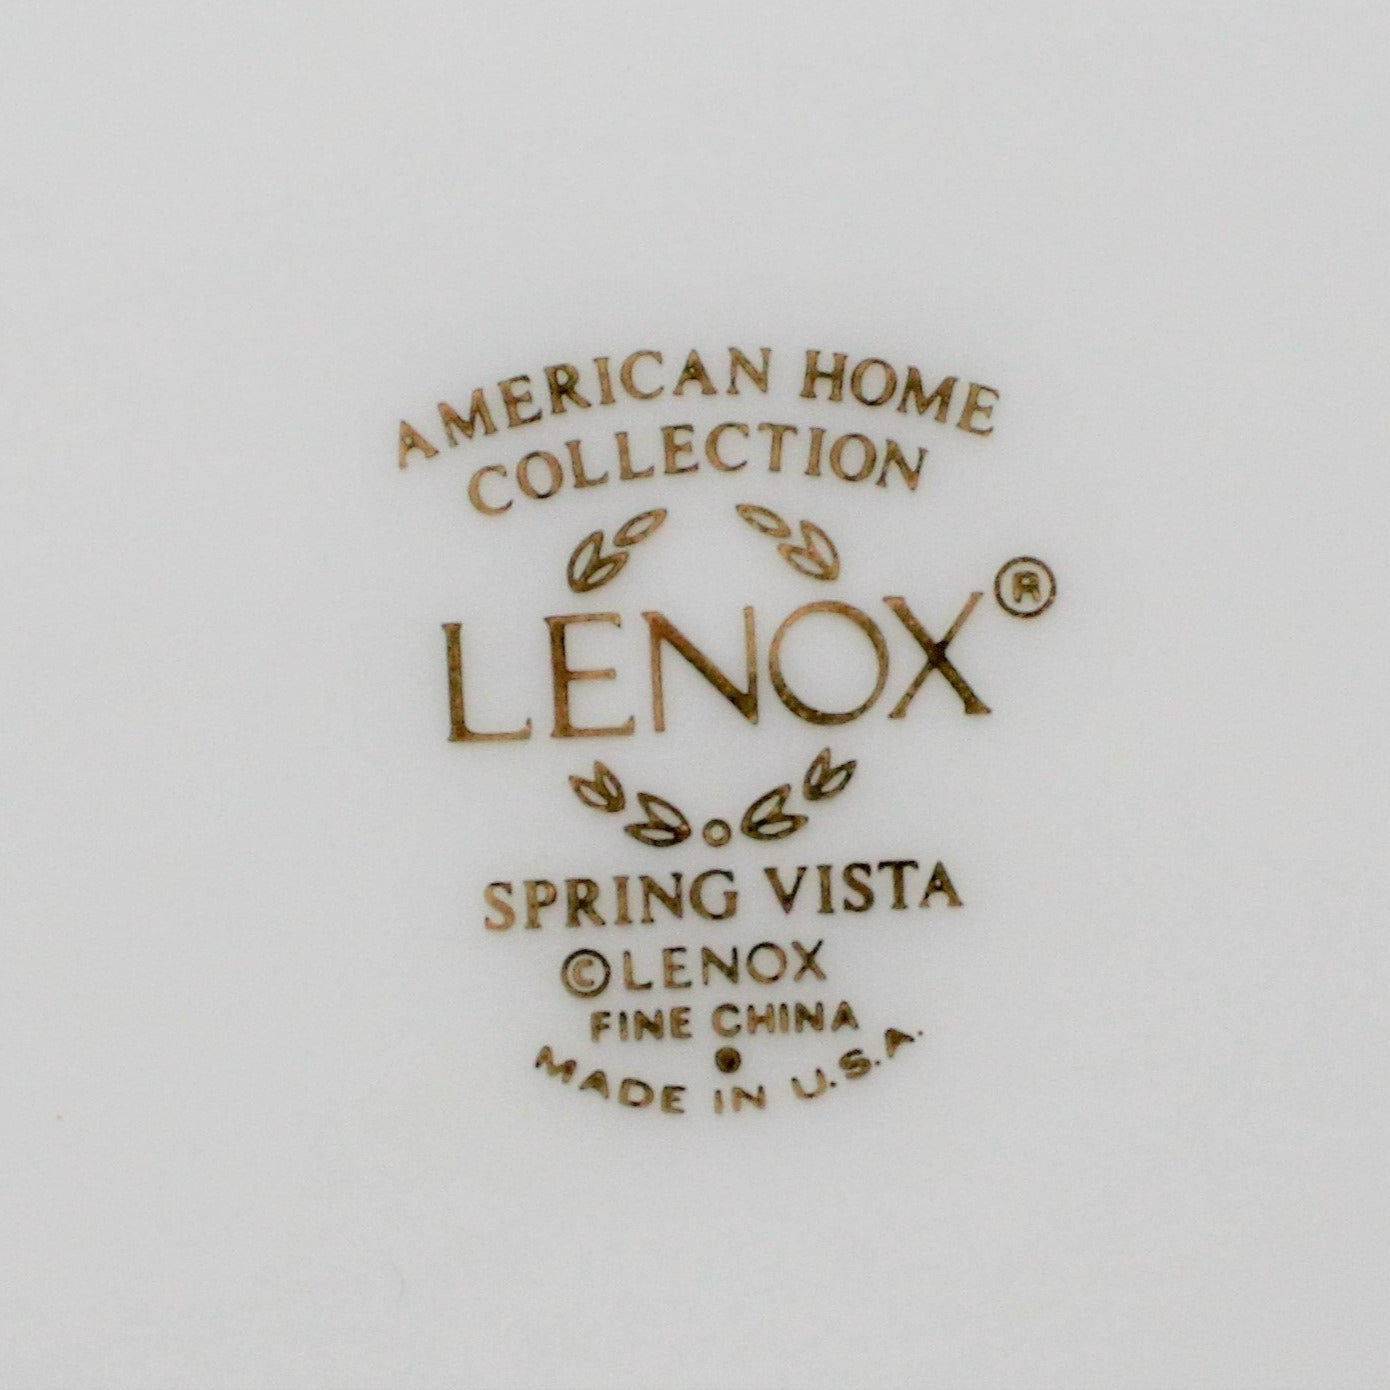 AMERICAN HOME
COLLECTION
LENOX®
SPRING VISTA
©LENOX
FINE CHINA
MADE IN U.S.A.